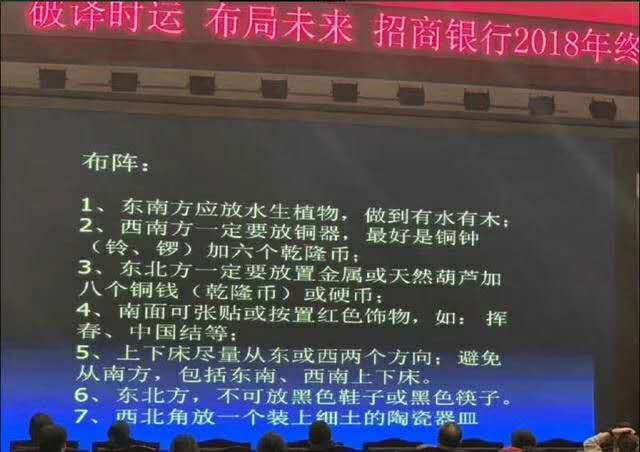 破译时运 布局未来 招商银行2018年终
布阵：
1、东南方应放水生植物，做到有水有木；
2、西南方一定要放铜器，最好是铜钟
（铃、锣）加六个乾隆币；
3、东北方一定要放置金属或天然葫芦加
八个铜钱（乾隆币）或硬币；
4、南面可张贴或按置红色饰物，如：挥
春、中国结等；
5、上下床尽量从东或西两个方向；避免
从南方，包括东南、西南上下床。
6、东北方，不可放黑色鞋子或黑色筷子。
7、西北角放一个装上细土的陶瓷器皿